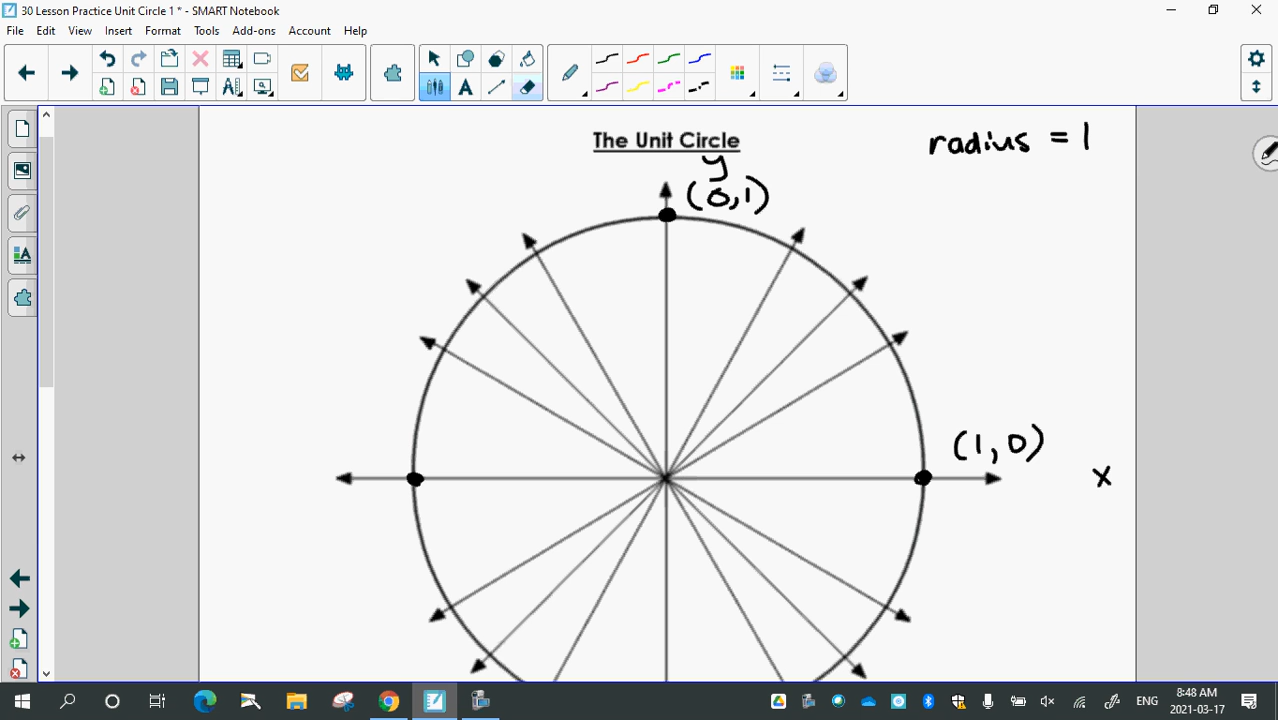 30 Lesson Practice Unit Circle 1 * - SMART Notebook
File Edit View Insert Format Tools Add-ons Account Help
The Unit Circle
radius = 1
y
(0,1)
(1,0)
x
ENG
8:48 AM
2021-03-17